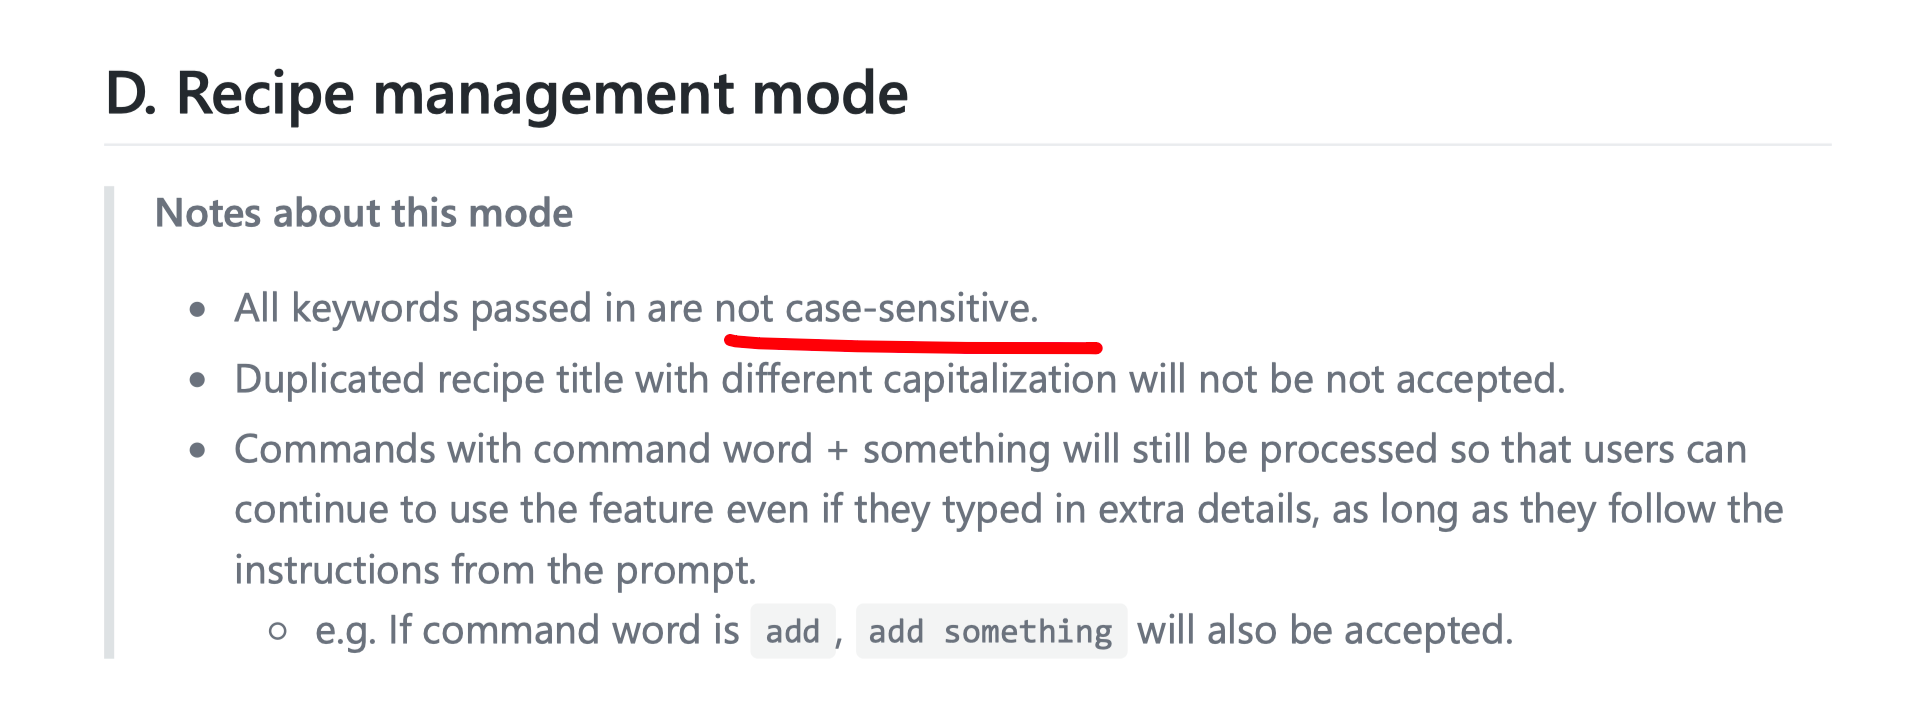 D. Recipe management mode
Notes about this mode
• All keywords passed in are not case-sensitive.
• Duplicated recipe title with different capitalization will not be not accepted.
• Commands with command word + something will still be processed so that users can
continue to use the feature even if they typed in extra details, as long as they follow the
instructions from the prompt.
○ e.g. If command word is add, add something will also be accepted.